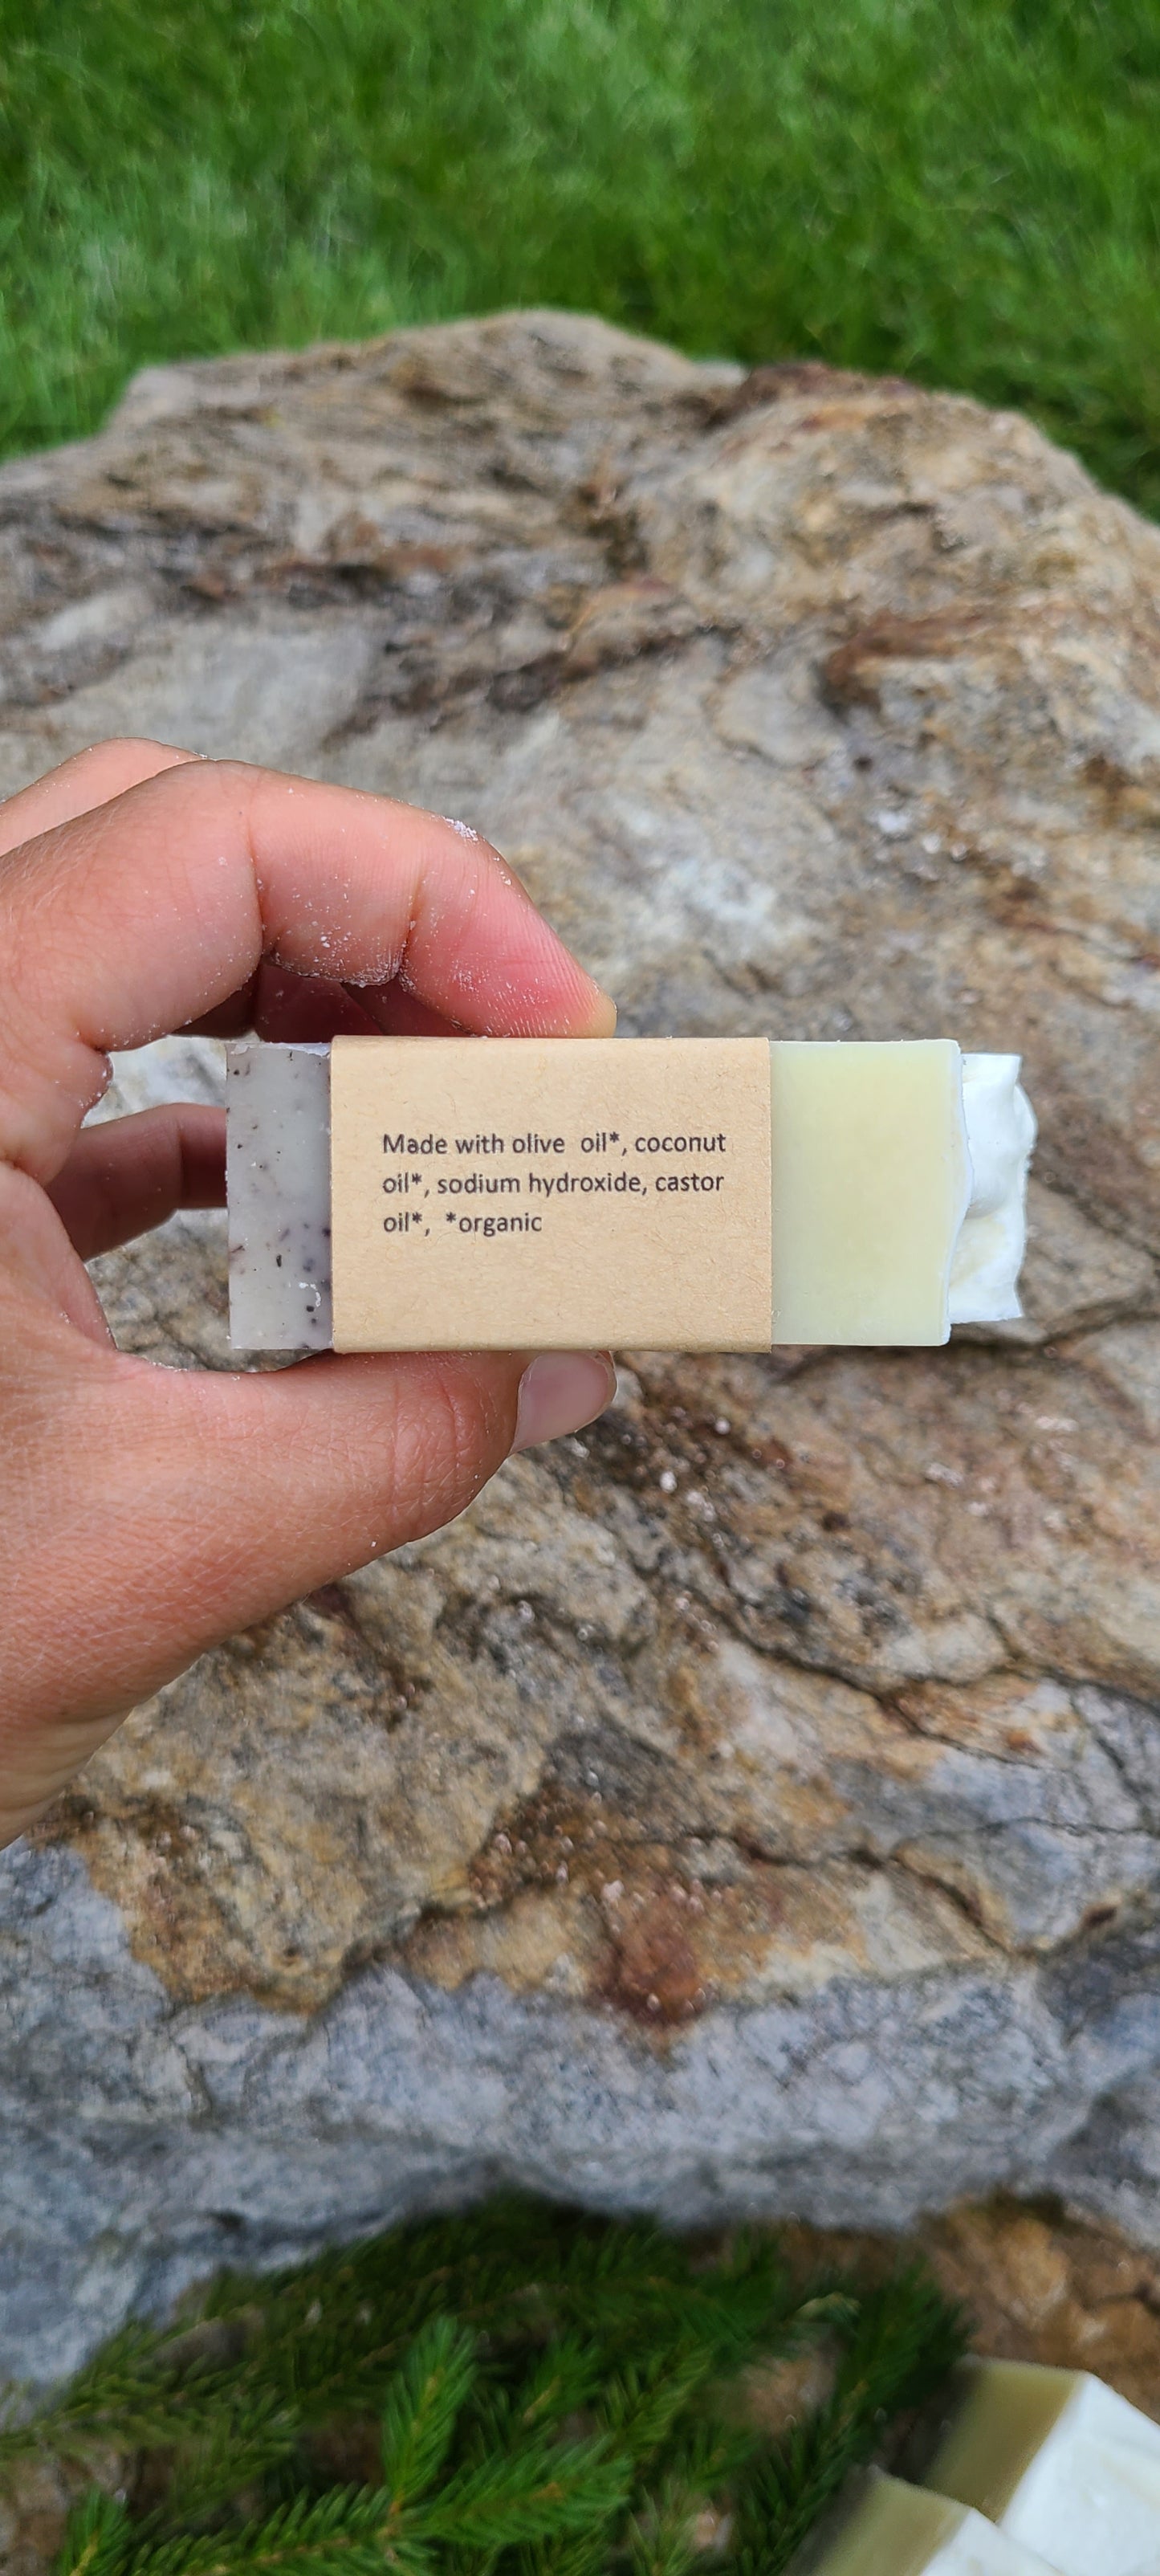 Made with olive  oil*, coconut
oil*, sodium hydroxide, castor
oil*,  *organic